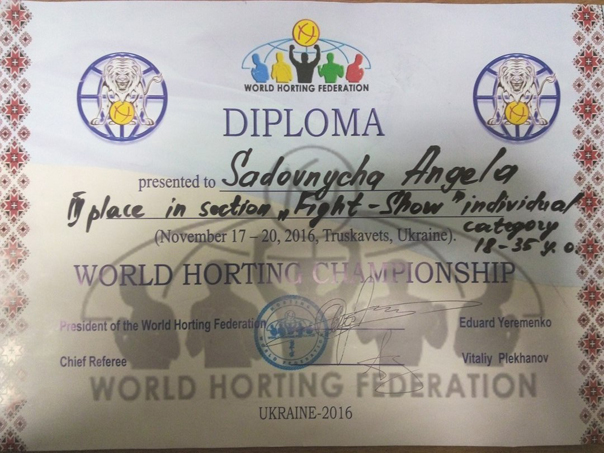 WORLD HORTING FEDERATION
DIPLOMA
presented to Sadovnycha Angela
place in section „Fight-Show" individual
category
18-35 y.o.
(November 17 – 20, 2016, Truskavets, Ukraine).
WORLD HORTING CHAMPIONSHIP
President of the World Horting Federation Eduard Yeremenko
Chief Referee Vitaliy Plekhanov
WORLD HORTING FEDERATION
UKRAINE-2016